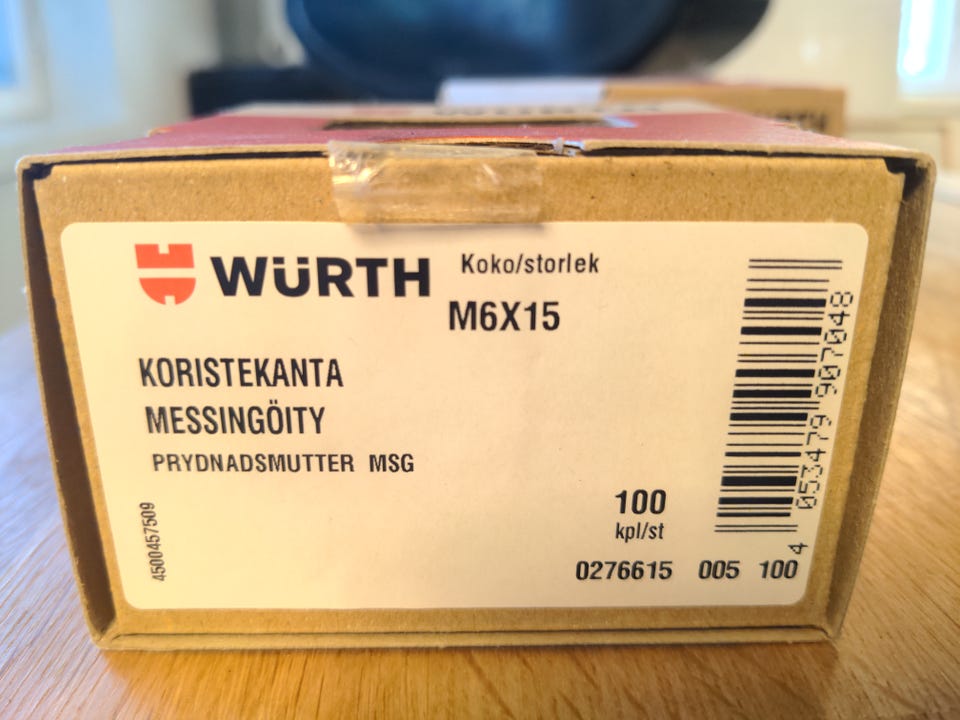 WÜRTH
Koko/storlek
M6X15
KORISTEKANTA
MESSINGÖITY
PRYDNADSMUTTER MSG
4500457509
100
kpl/st
0276615 005 100
4 053479 907048